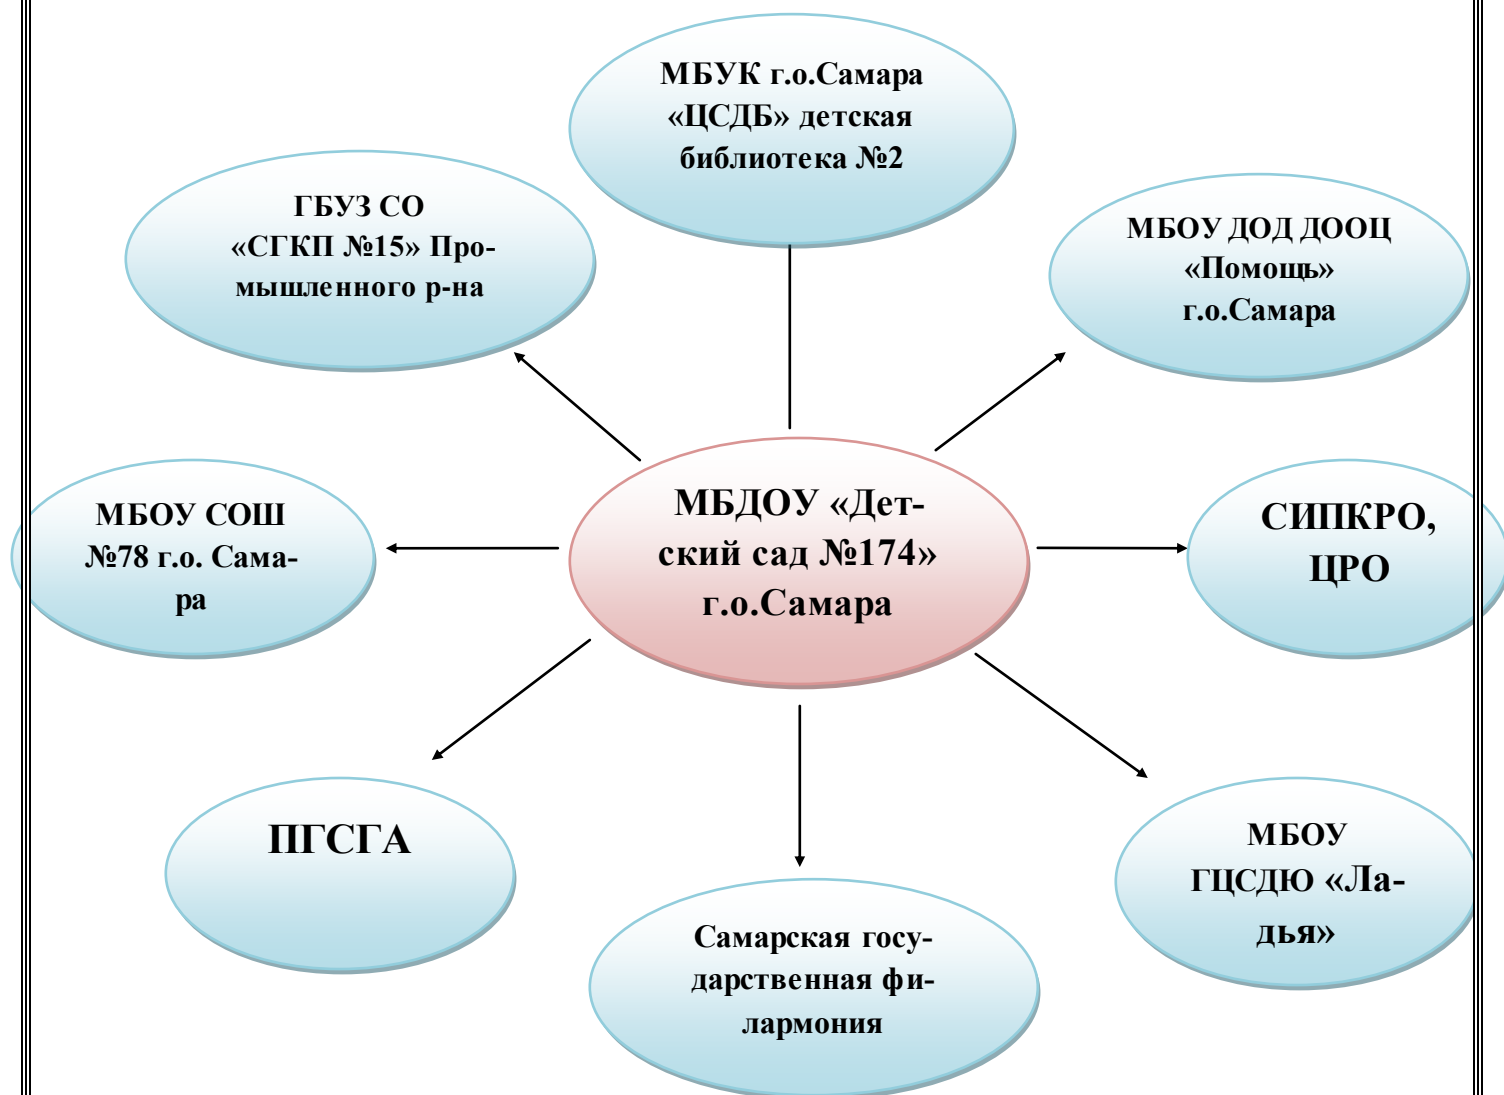 МБУК г.о.Самара
«ЦСДБ» детская
библиотека №2
ГБУЗ СО
«СГКП №15» Про-
мышленного р-на
МБОУ ДОД ДООЦ
«Помощь»
г.о.Самара
МБОУ СОШ
№78 г.о. Сама-
ра
МБДОУ «Дет-
ский сад №174»
г.о.Самара
СИПКРО,
ЦРО
ПГСГА
Самарская госу-
дарственная фи-
лармония
МБОУ
ГЦСДЮ «Ла-
дья»